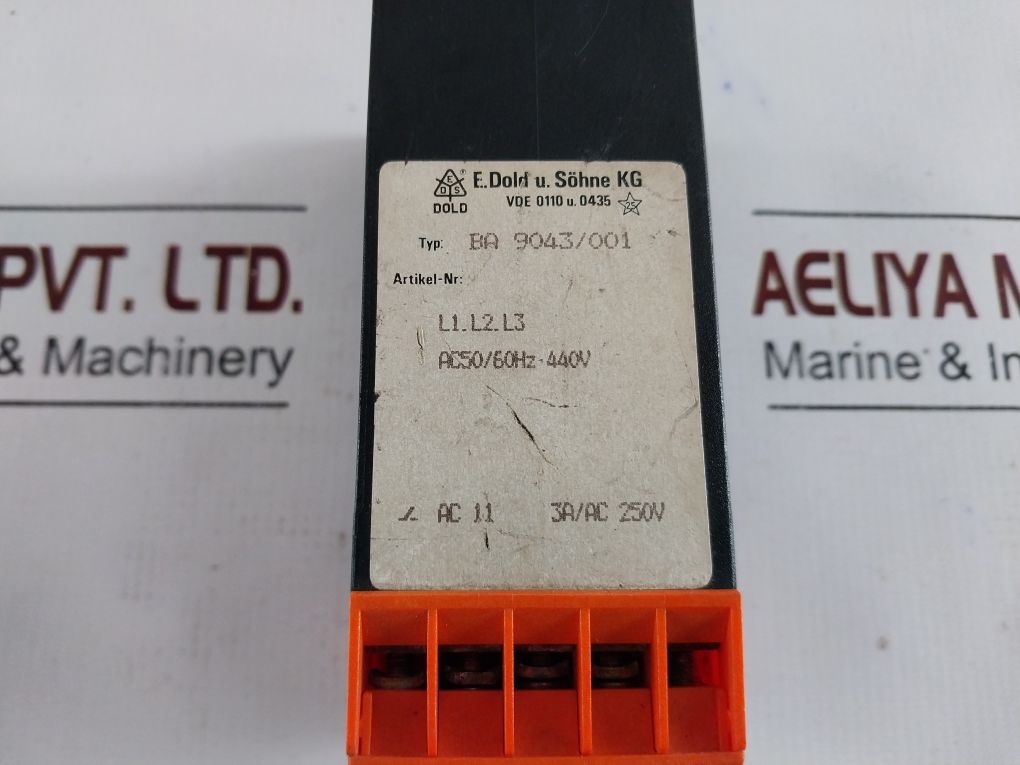 E.Dold u. Söhne KG
E
D S
DOLD
VDE 0110 u. 0435
25
Typ: BA 9043/001
Artikel-Nr:
L1.L2.L3
AC50/60Hz 440V
AC 11 3A/AC 250V
PVT. LTD.
& Machinery
AELIYA M
Marine & In